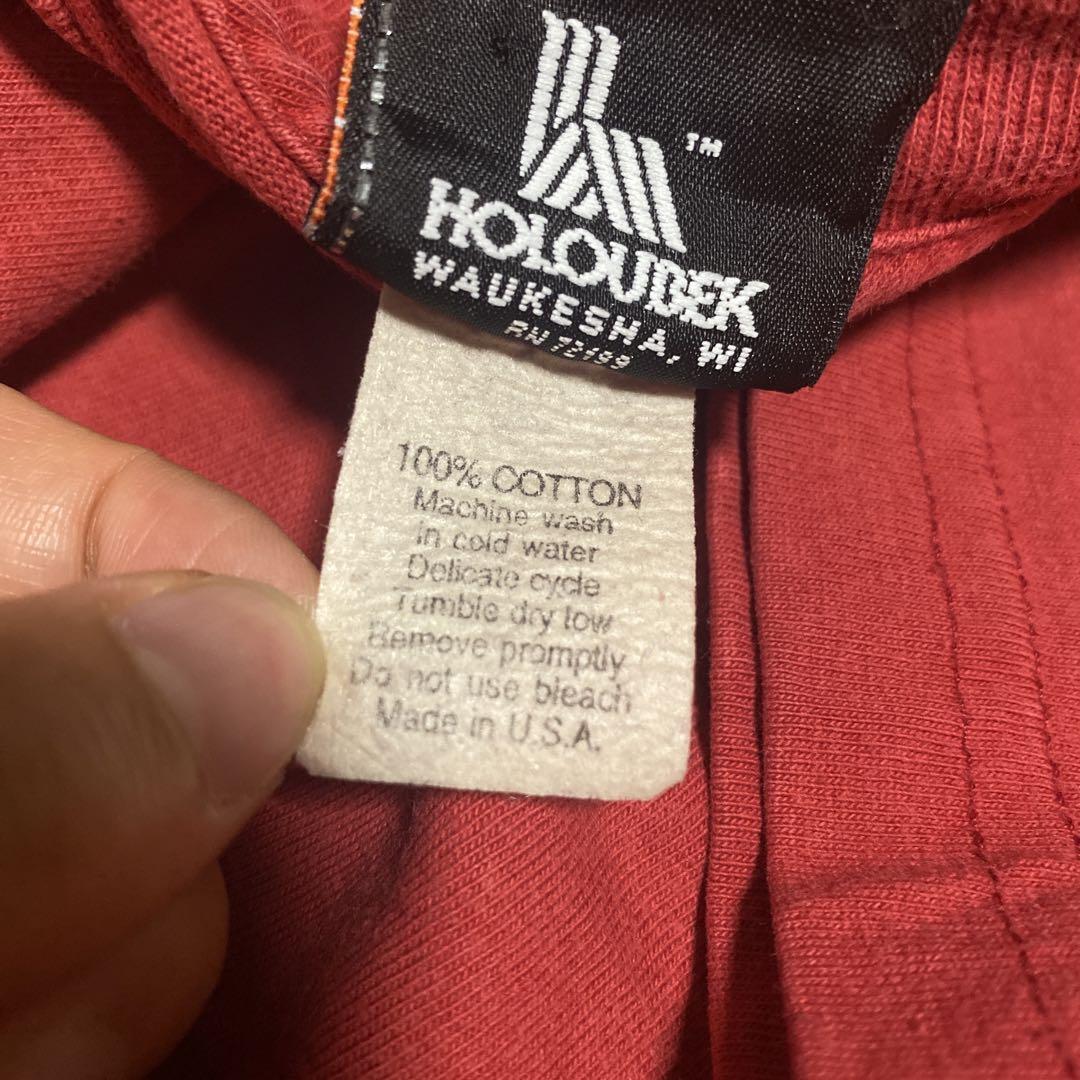 TM
HOLOUBEK
WAUKESHA, WI
RN
100% COTTON
Machine wash
in cold water
Delicate cycle
Tumble dry low
Remove promptly
Do not use bleach
Made in U.S.A.